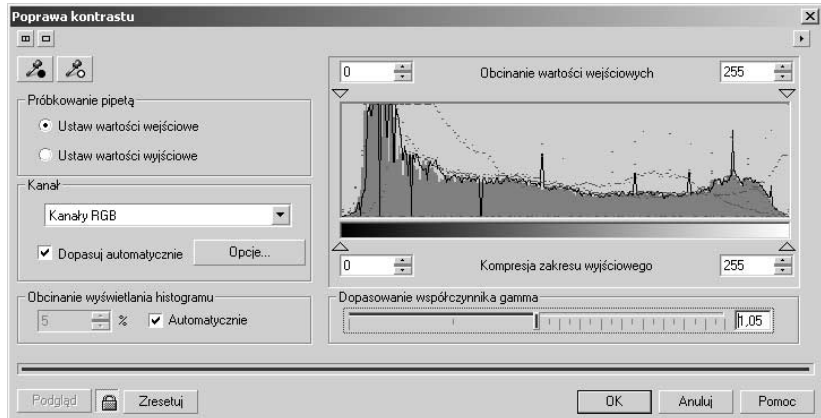 Poprawa kontrastu
0
Obcinanie wartości wejściowych
255
Próbkowanie pipetą
Ustaw wartości wejściowe
Ustaw wartości wyjściowe
Kanał
Kanały RGB
Dopasuj automatycznie
Opcje...
0
Kompresja zakresu wyjściowego
255
Obcinanie wyświetlania histogramu
5
%
Automatycznie
Dopasowanie współczynnika gamma
1,05
Podgląd
Zresetuj
OK
Anuluj
Pomoc